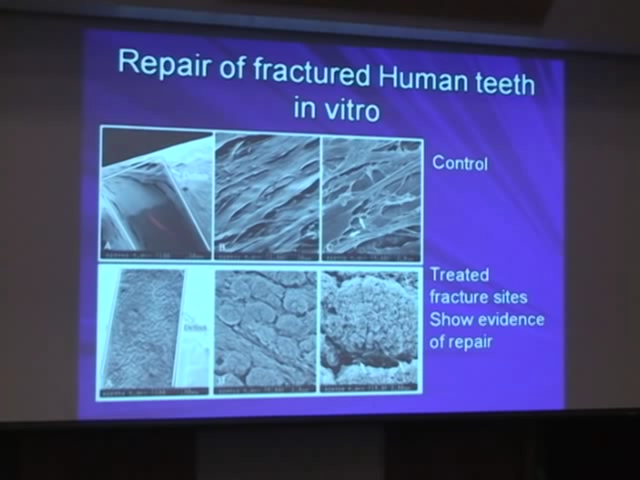 Repair of fractured Human teeth
in vitro
Control
A
B
C
Treated
fracture sites
Show evidence
of repair